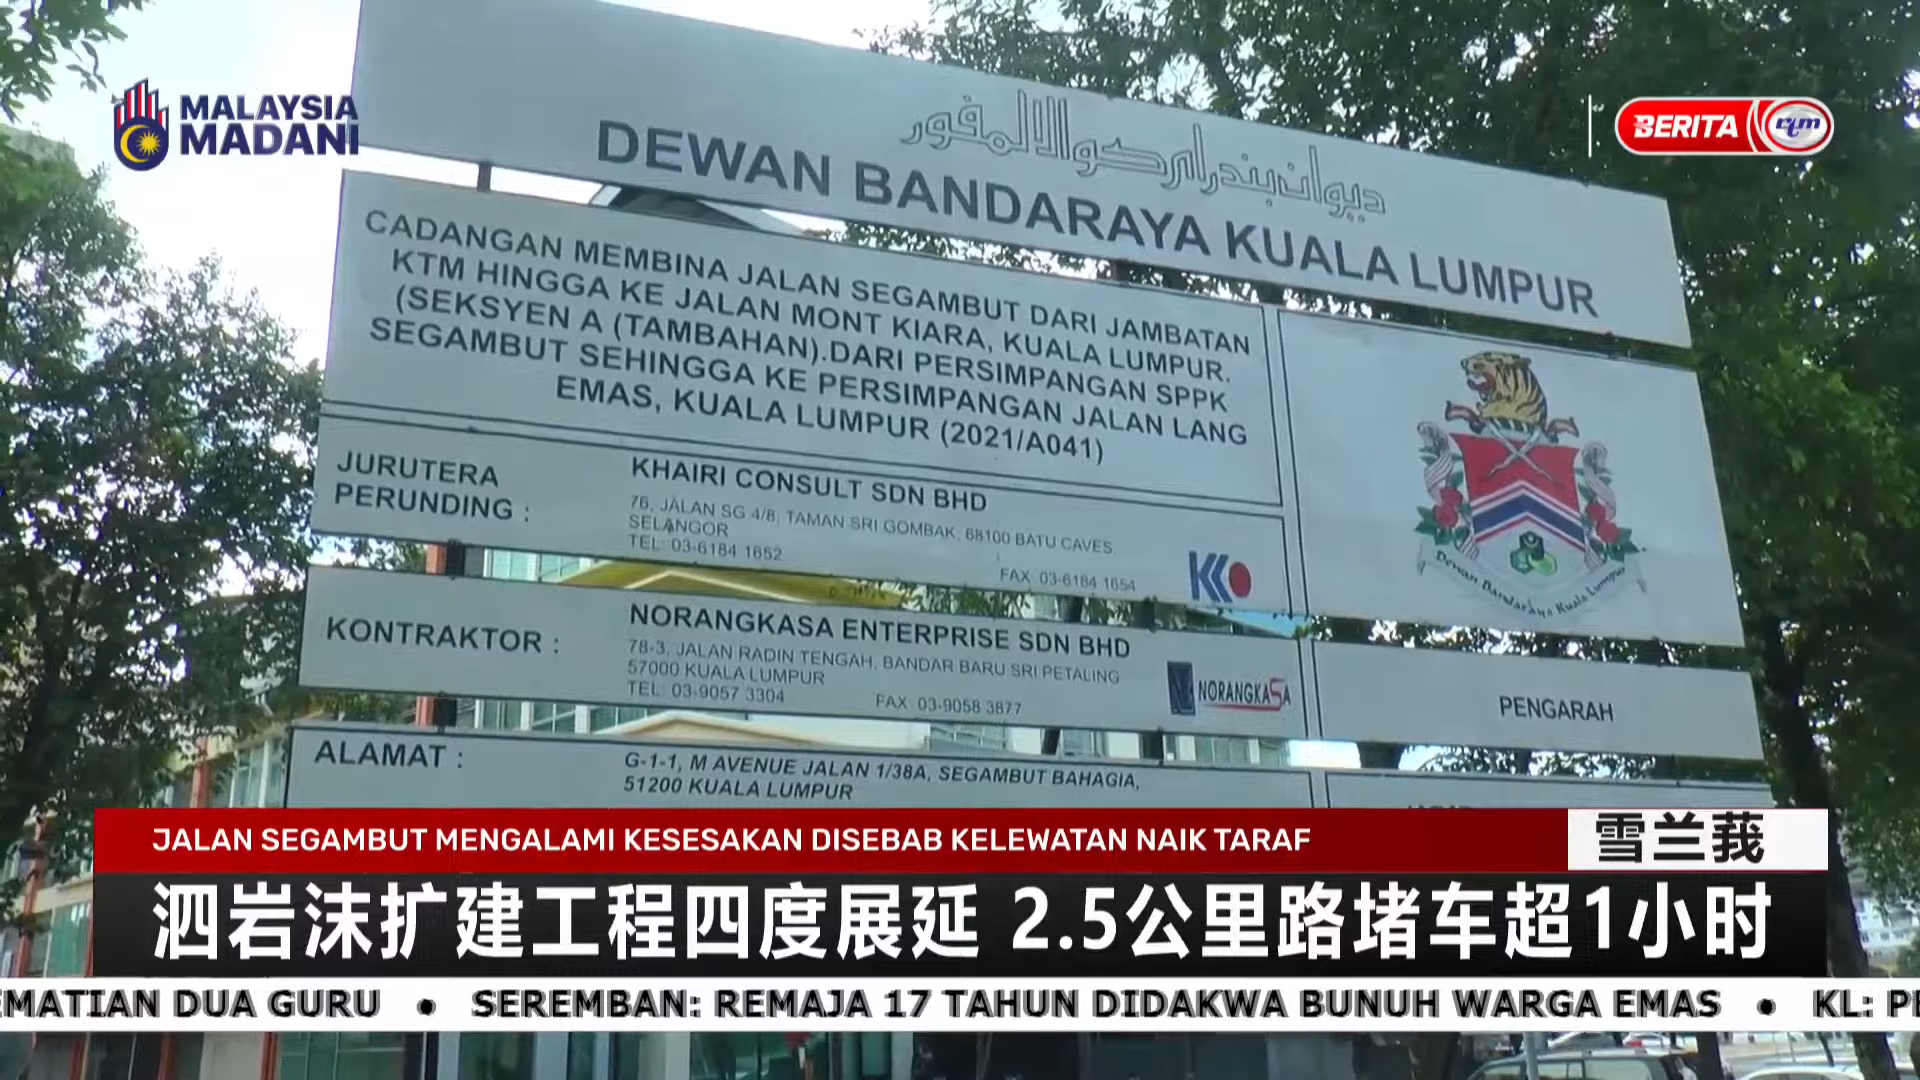 MALAYSIA
MADANI
BERITA rtm
ديوان بندراي كوالا لمڤور
DEWAN BANDARAYA KUALA LUMPUR
CADANGAN MEMBINA JALAN SEGAMBUT DARI JAMBATAN
KTM HINGGA KE JALAN MONT KIARA, KUALA LUMPUR.
(SEKSYEN A (TAMBAHAN).DARI PERSIMPANGAN SPPK
SEGAMBUT SEHINGGA KE PERSIMPANGAN JALAN LANG
EMAS, KUALA LUMPUR (2021/A041)
Dewan Bandaraya Kuala Lumpur
JURUTERA
PERUNDING :
KHAIRI CONSULT SDN BHD
76, JALAN SG 4/8, TAMAN SRI GOMBAK, 68100 BATU CAVES,
SELANGOR
TEL: 03-6184 1652
FAX 03-6184 1654
KONTRAKTOR :
NORANGKASA ENTERPRISE SDN BHD
78-3, JALAN RADIN TENGAH, BANDAR BARU SRI PETALING
57000 KUALA LUMPUR
TEL: 03-9057 3304 FAX 03-9058 3877
NORANGKASA
PENGARAH
ALAMAT :
G-1-1, M AVENUE JALAN 1/38A, SEGAMBUT BAHAGIA,
51200 KUALA LUMPUR
JALAN SEGAMBUT MENGALAMI KESESAKAN DISEBAB KELEWATAN NAIK TARAF
雪兰莪
泗岩沫扩建工程四度展延 2.5公里路堵车超1小时
EMATIAN DUA GURU • SEREMBAN: REMAJA 17 TAHUN DIDAKWA BUNUH WARGA EMAS • KL: PE